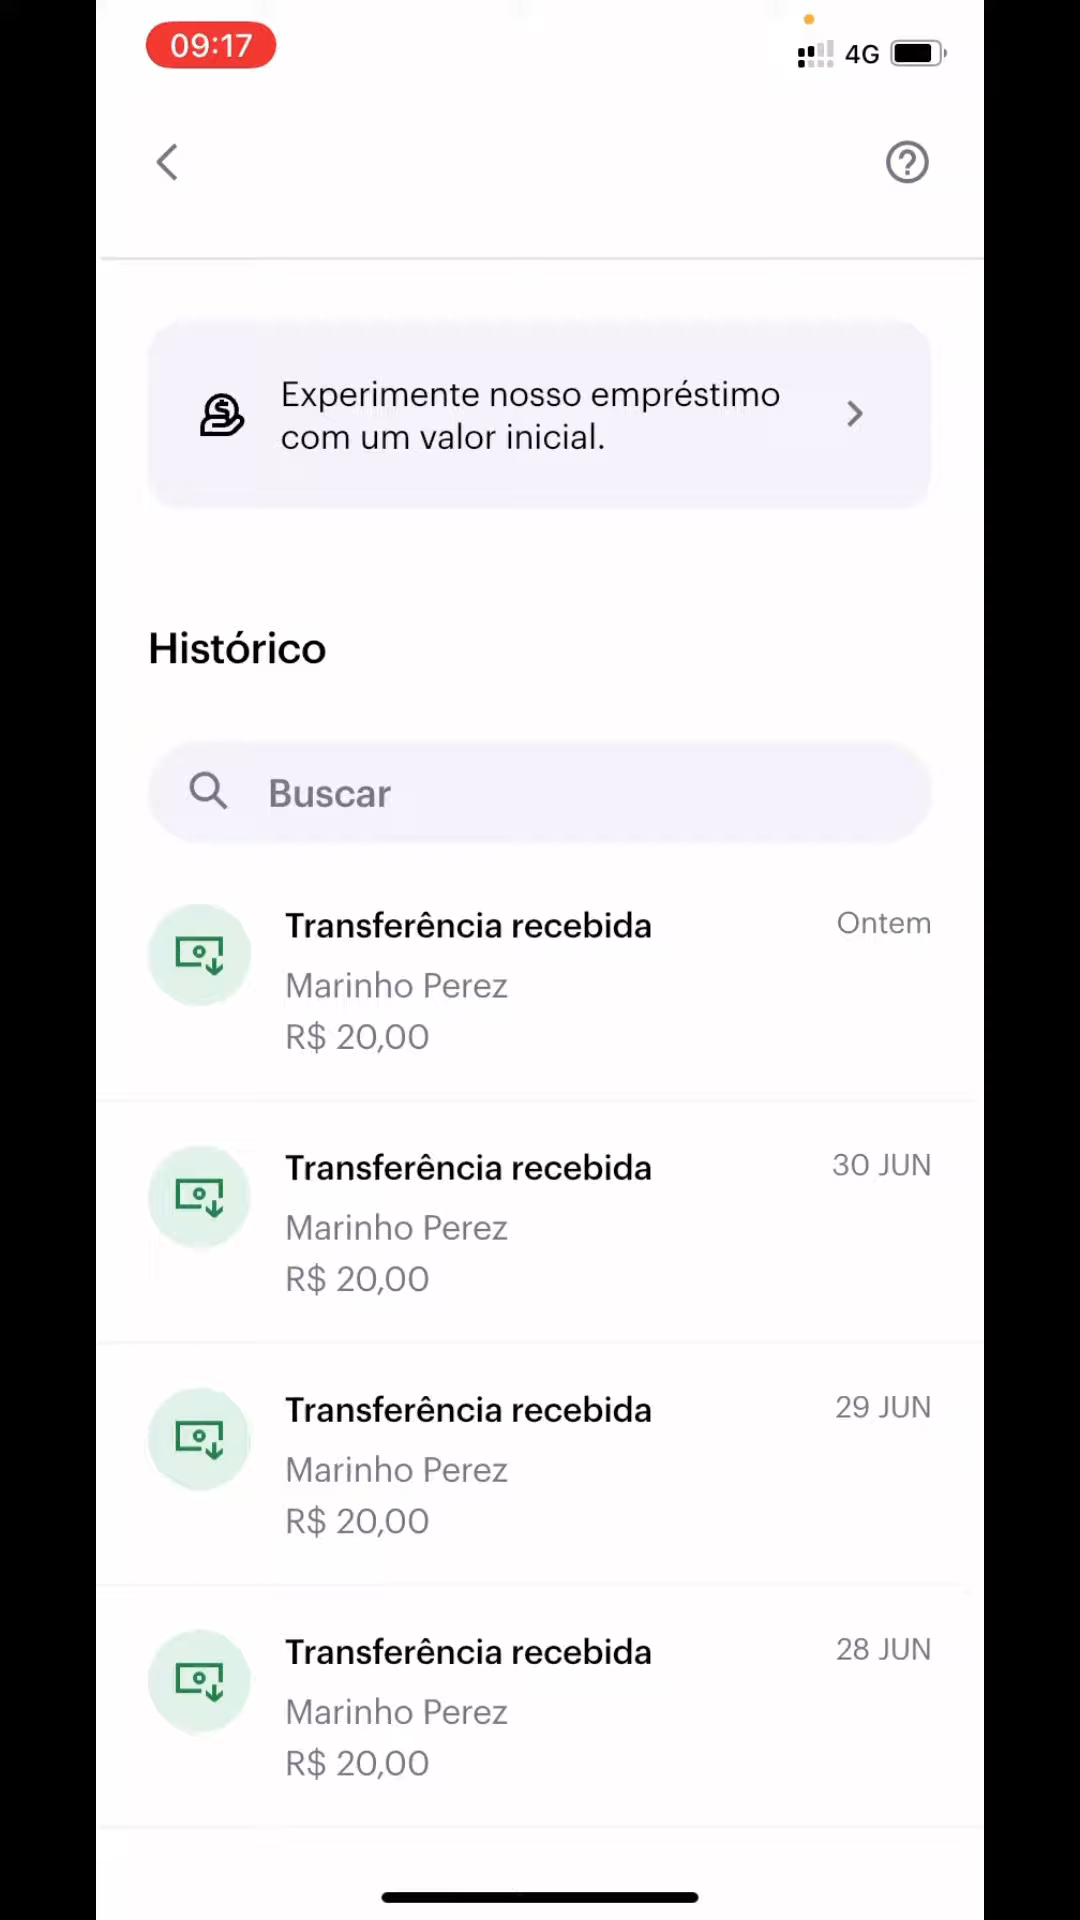 09:17
4G
Experimente nosso empréstimo
com um valor inicial.
Histórico
Buscar
Transferência recebida
Ontem
Marinho Perez
R$ 20,00
Transferência recebida
30 JUN
Marinho Perez
R$ 20,00
Transferência recebida
29 JUN
Marinho Perez
R$ 20,00
Transferência recebida
28 JUN
Marinho Perez
R$ 20,00